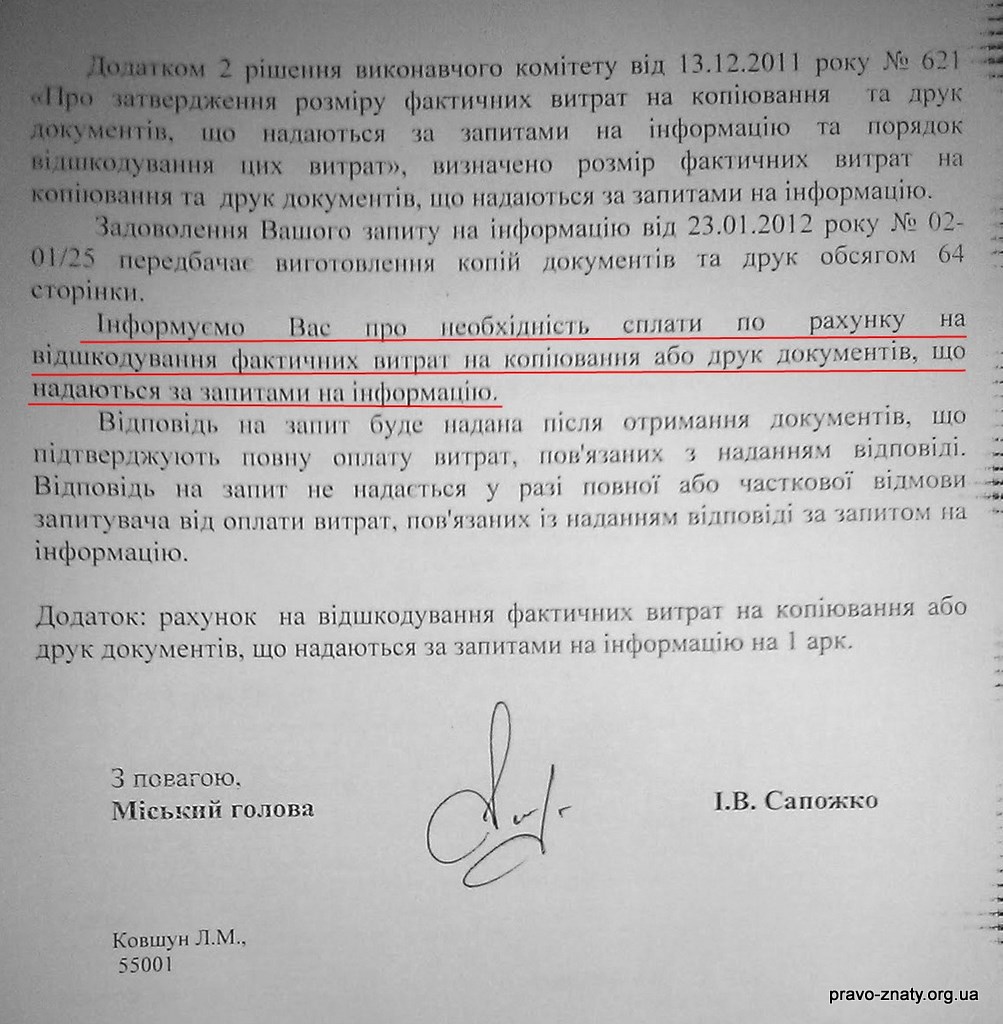 Додатком 2 рішення виконавчого комітету від 13.12.2011 року № 621
«Про затвердження розміру фактичних витрат на копіювання та друк
документів, що надаються за запитами на інформацію та порядок
відшкодування цих витрат», визначено розмір фактичних витрат на
копіювання та друк документів, що надаються за запитами на інформацію.
Задоволення Вашого запиту на інформацію від 23.01.2012 року № 02-
01/25 передбачає виготовлення копій документів та друк обсягом 64
сторінки.
Інформуємо Вас про необхідність сплати по рахунку на
відшкодування фактичних витрат на копіювання або друк документів, що
надаються за запитами на інформацію.
Відповідь на запит буде надана після отримання документів, що
підтверджують повну оплату витрат, пов'язаних з наданням відповіді.
Відповідь на запит не надається у разі повної або часткової відмови
запитувача від оплати витрат, пов'язаних із наданням відповіді за запитом на
інформацію.
Додаток: рахунок на відшкодування фактичних витрат на копіювання або
друк документів, що надаються за запитами на інформацію на 1 арк.
З повагою,
Міський голова
І.В. Сапожко
Ковшун Л.М.,
55001
pravo-znaty.org.ua